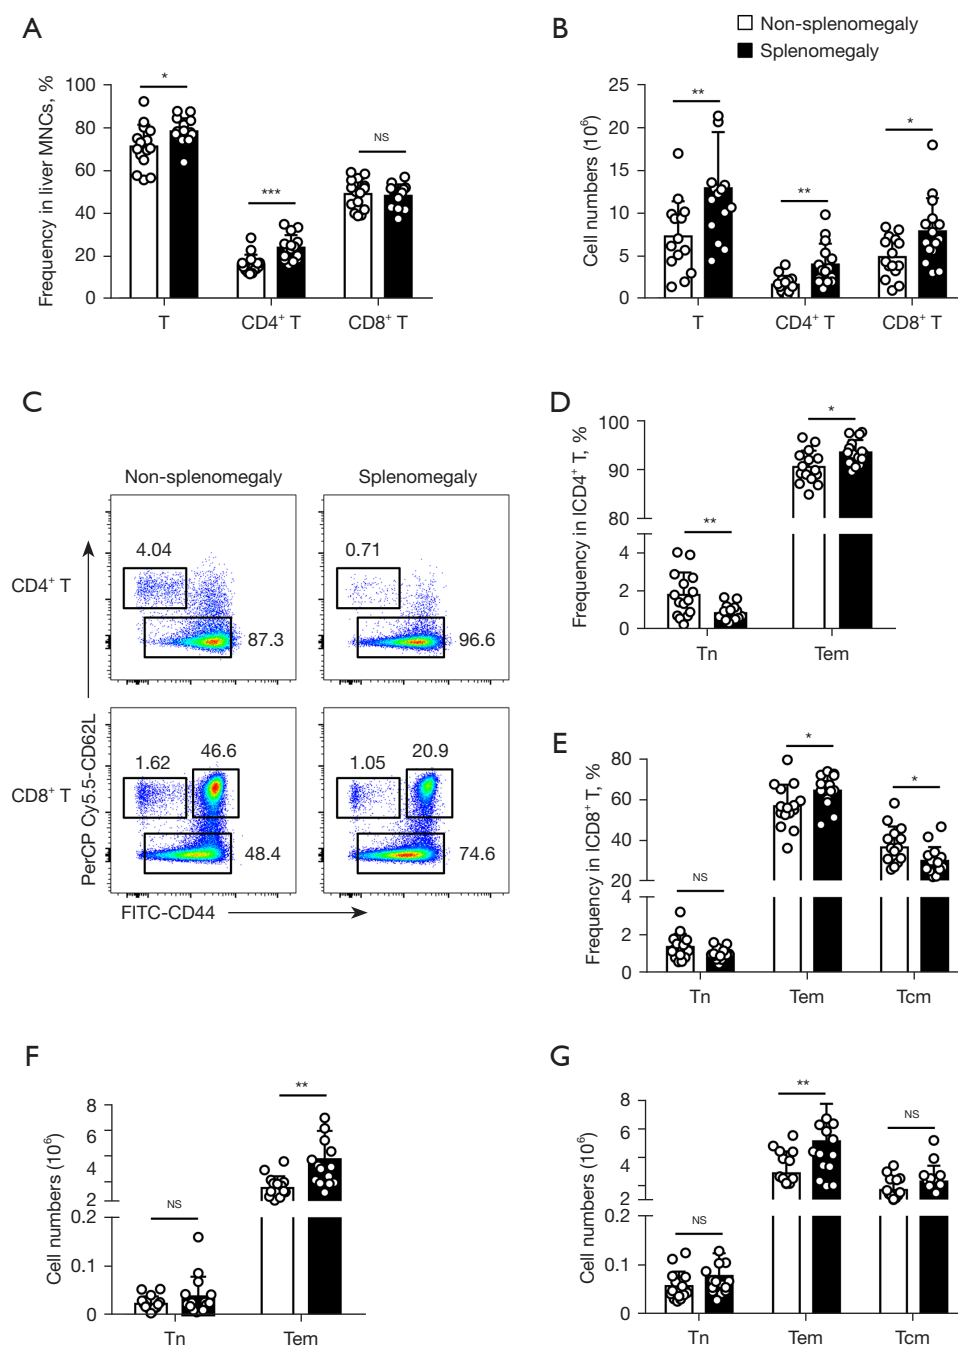 A
B
Non-splenomegaly
Splenomegaly
Frequency in liver MNCs, %
100
80
60
40
20
0
*
***
NS
T
CD4⁺ T
CD8⁺ T
Cell numbers (10⁶)
25
20
15
10
5
0
**
**
*
T
CD4⁺ T
CD8⁺ T
C
Non-splenomegaly
Splenomegaly
CD4⁺ T
4.04
87.3
0.71
96.6
CD8⁺ T
1.62
46.6
48.4
1.05
20.9
74.6
PerCP Cy5.5-CD62L
FITC-CD44
D
Frequency in lCD4⁺ T, %
100
90
80
4
2
0
**
*
Tn
Tem
E
Frequency in lCD8⁺ T, %
80
60
40
20
4
2
0
NS
*
*
Tn
Tem
Tcm
F
Cell numbers (10⁶)
8
6
4
2
0.2
0.1
0
NS
**
Tn
Tem
G
Cell numbers (10⁶)
8
6
4
2
0.2
0.1
0
NS
**
NS
Tn
Tem
Tcm